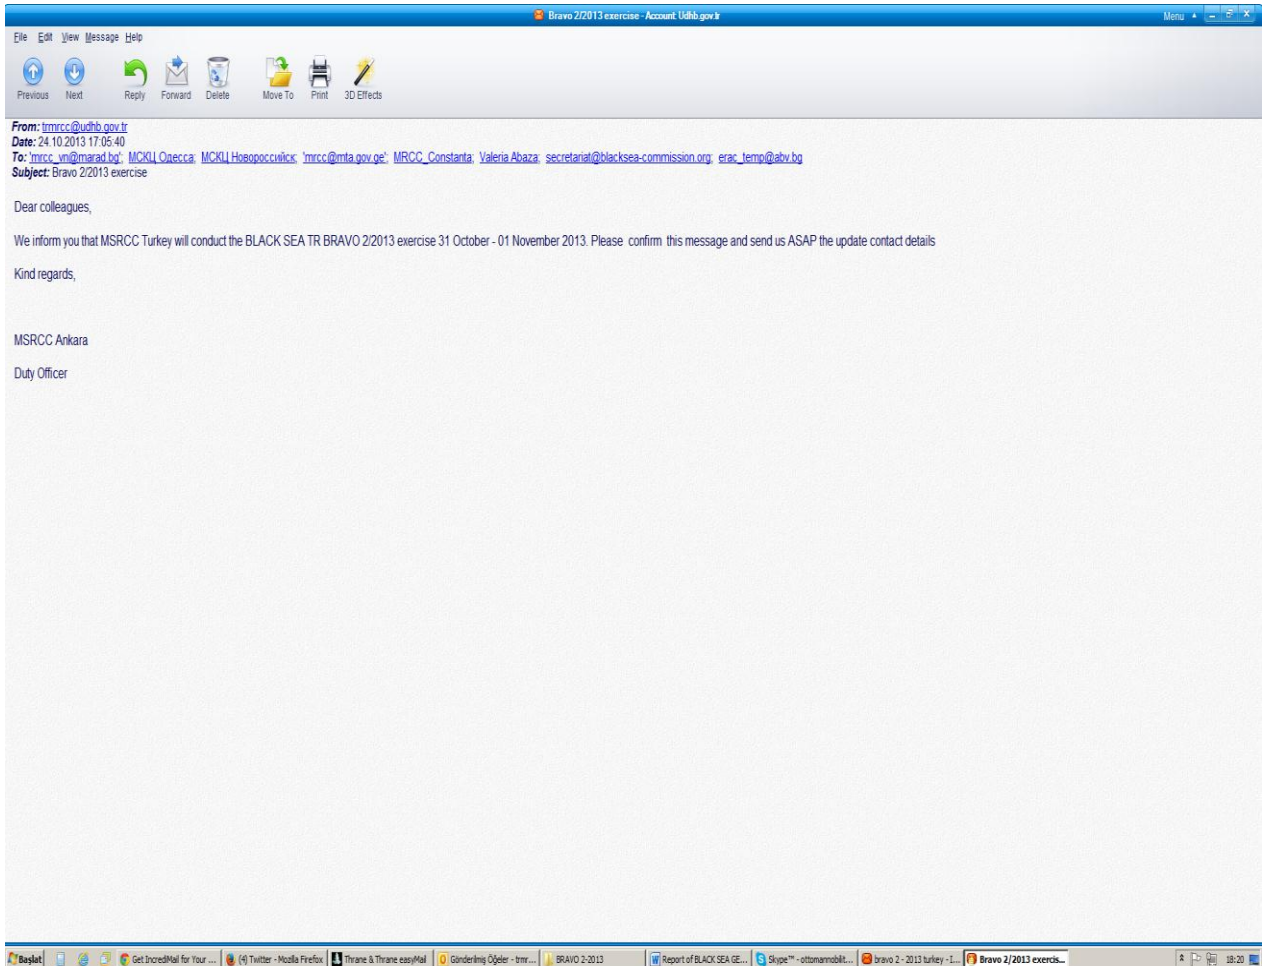 Bravo 2/2013 exercise - Account: Udhb.gov.tr
Menu
File Edit View Message Help
Previous Next Reply Forward Delete Move To Print 3D Effects
From: trmrcc@udhb.gov.tr
Date: 24.10.2013 17:05:40
To: 'mrcc_vn@marad.bg'; МСКЦ Одесса; МСКЦ Новороссийск; 'mrcc@mta.gov.ge'; MRCC_Constanta; Valeria Abaza; secretariat@blacksea-commission.org; erac_temp@abv.bg
Subject: Bravo 2/2013 exercise
Dear colleagues,
We inform you that MSRCC Turkey will conduct the BLACK SEA TR BRAVO 2/2013 exercise 31 October - 01 November 2013. Please confirm this message and send us ASAP the update contact details
Kind regards,
MSRCC Ankara
Duty Officer
Başlat Get IncrediMail for Your ... (4) Twitter - Mozilla Firefox Thrane & Thrane easyMail Gönderilmiş Öğeler - trmr... BRAVO 2-2013 Report of BLACK SEA GE... Skype™ - ottomannobilit... bravo 2 - 2013 turkey - I... Bravo 2/2013 exercis... 18:20